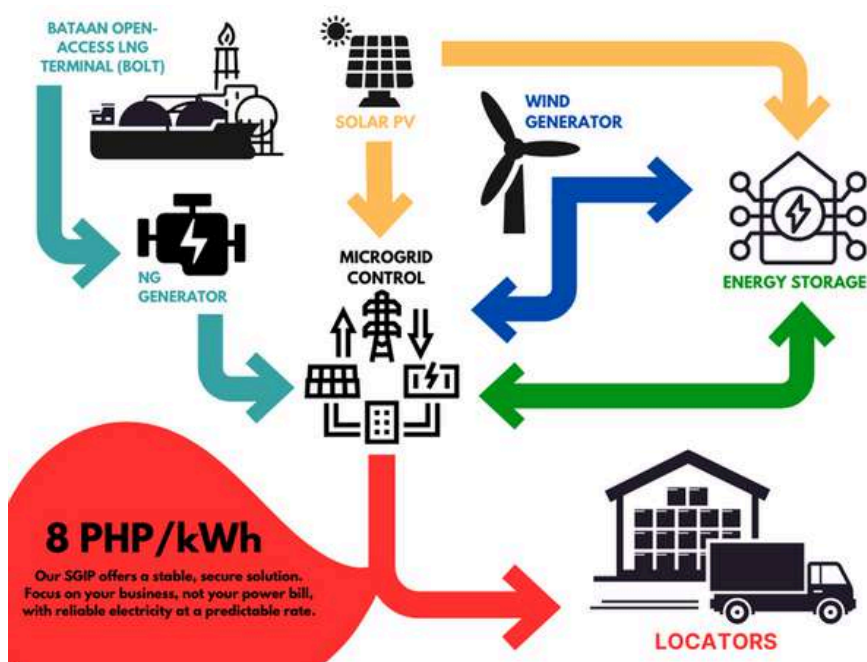 BATAAN OPEN-
ACCESS LNG
TERMINAL (BOLT)
SOLAR PV
WIND
GENERATOR
NG
GENERATOR
MICROGRID
CONTROL
ENERGY STORAGE
8 PHP/kWh
Our SGIP offers a stable, secure solution.
Focus on your business, not your power bill,
with reliable electricity at a predictable rate.
LOCATORS